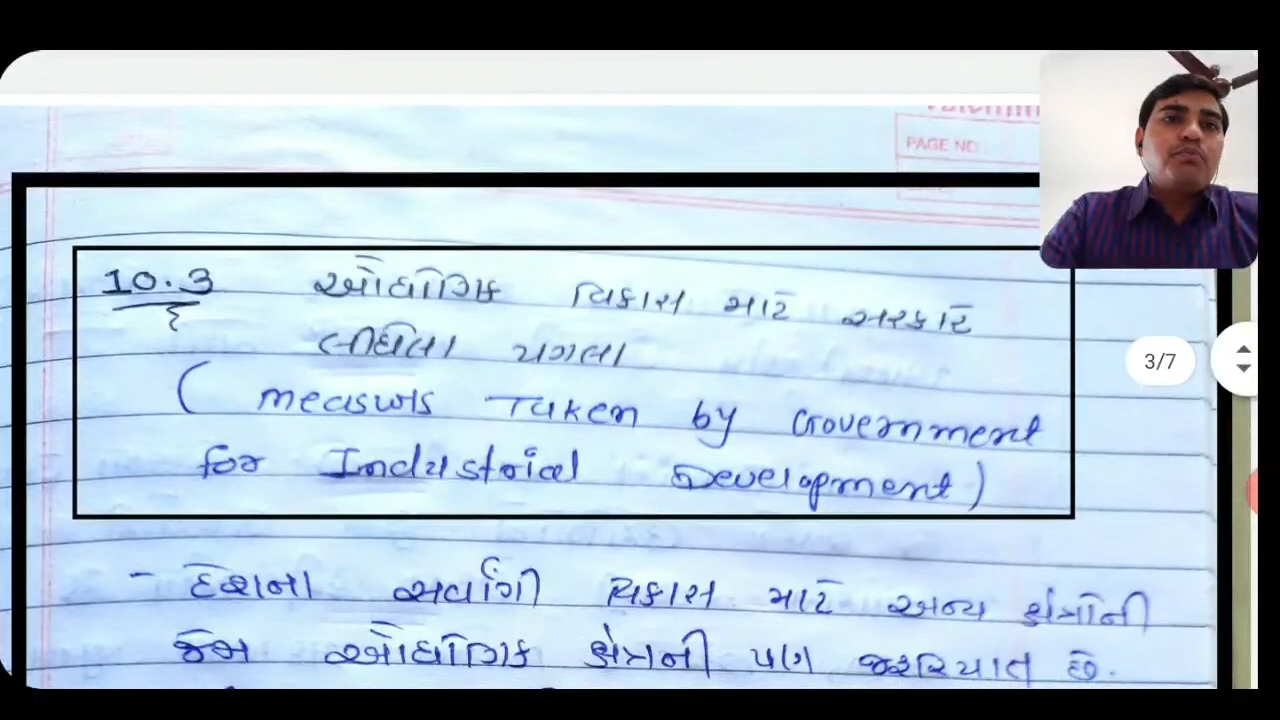 PAGE NO.
10.3 ઔદ્યોગિક વિકાસ માટે સરકારે
લીધેલા પગલા
( measures Taken by Government
for Industrial Development)
3/7
- દેશના સર્વાંગી વિકાસ માટે અન્ય ક્ષેત્રોની
જેમ ઔદ્યોગિક ક્ષેત્રની પણ જરૂરિયાત છે.